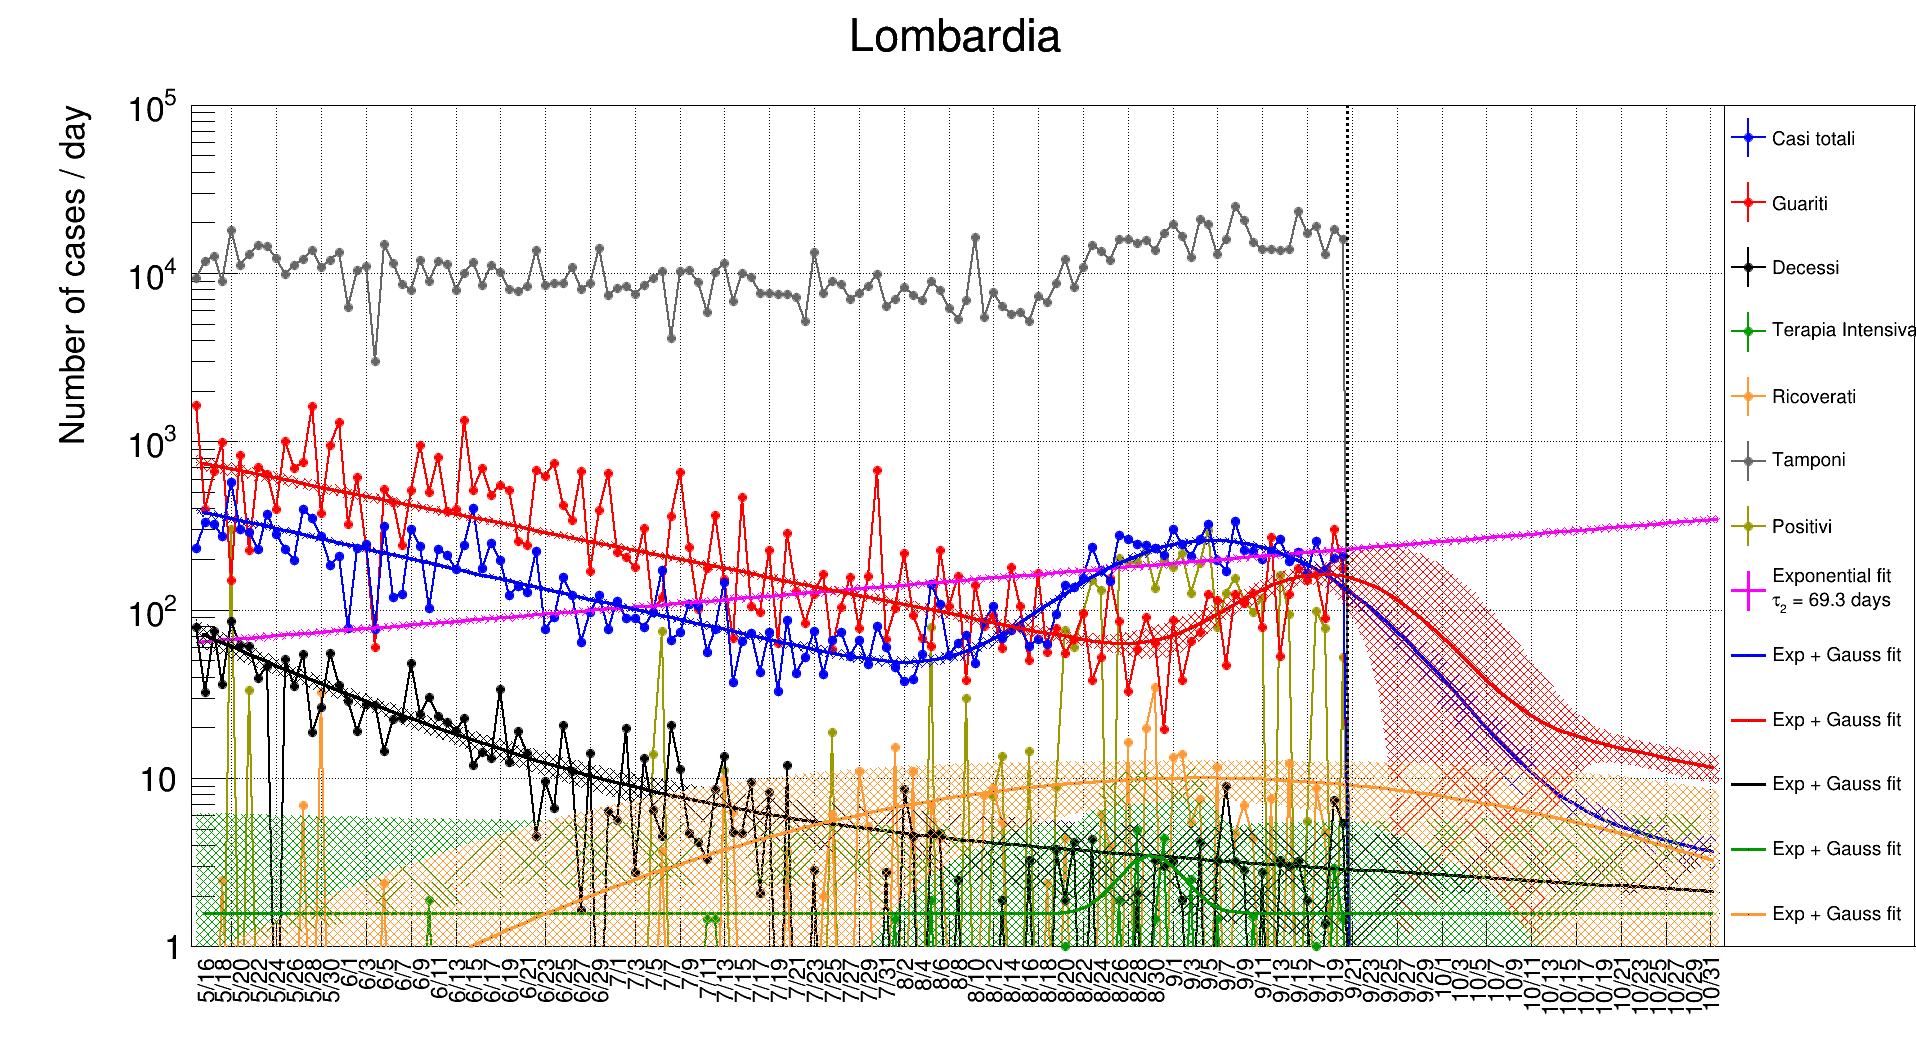 Lombardia
Number of cases / day
10^5
10^4
10^3
10^2
10
1
5/16 5/18 5/20 5/22 5/24 5/26 5/28 5/30 6/1 6/3 6/5 6/7 6/9 6/11 6/13 6/15 6/17 6/19 6/21 6/23 6/25 6/27 6/29 7/1 7/3 7/5 7/7 7/9 7/11 7/13 7/15 7/17 7/19 7/21 7/23 7/25 7/27 7/29 7/31 8/2 8/4 8/6 8/8 8/10 8/12 8/14 8/16 8/18 8/20 8/22 8/24 8/26 8/28 8/30 9/1 9/3 9/5 9/7 9/9 9/11 9/13 9/15 9/17 9/19 9/21 9/23 9/25 9/27 9/29 10/1 10/3 10/5 10/7 10/9 10/11 10/13 10/15 10/17 10/19 10/21 10/23 10/25 10/27 10/29 10/31
Casi totali
Guariti
Decessi
Terapia Intensiva
Ricoverati
Tamponi
Positivi
Exponential fit
τ2 = 69.3 days
Exp + Gauss fit
Exp + Gauss fit
Exp + Gauss fit
Exp + Gauss fit
Exp + Gauss fit